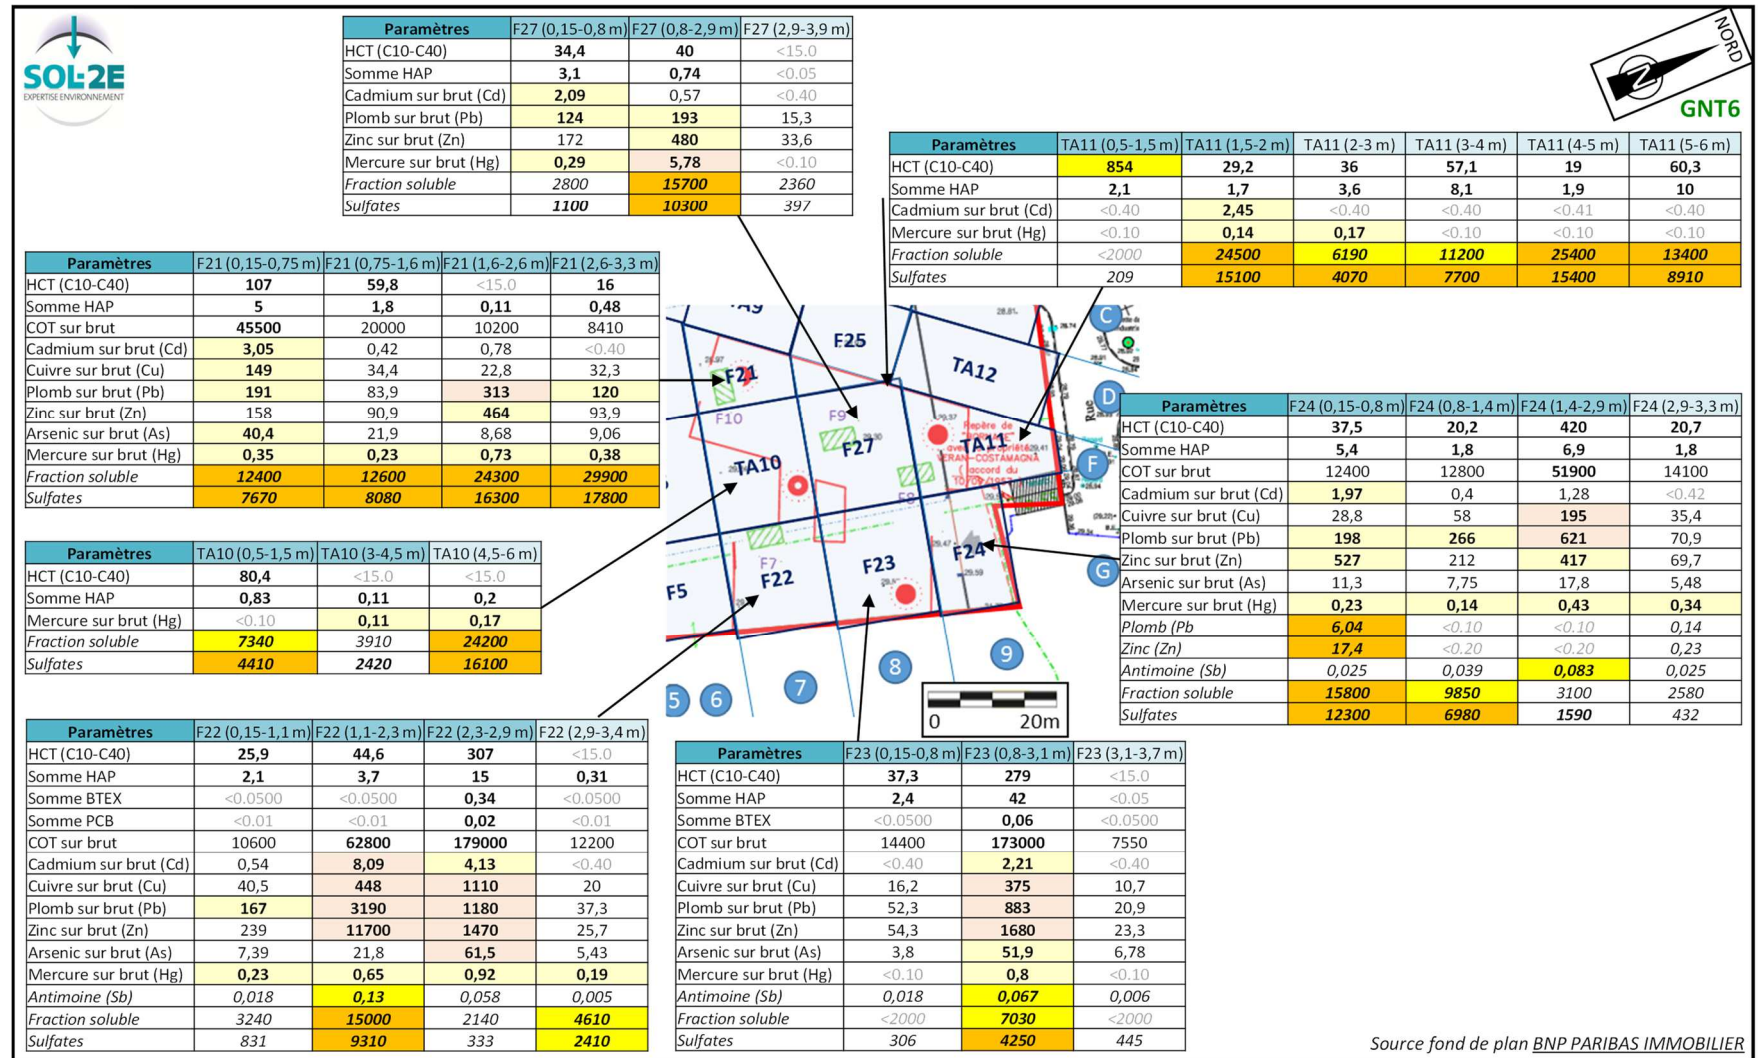 SOL-2E
EXPERTISE ENVIRONNEMENT
NORD
N
GNT6
Paramètres F27 (0,15-0,8 m) F27 (0,8-2,9 m) F27 (2,9-3,9 m)
HCT (C10-C40) 34,4 40 <15.0
Somme HAP 3,1 0,74 <0.05
Cadmium sur brut (Cd) 2,09 0,57 <0.40
Plomb sur brut (Pb) 124 193 15,3
Zinc sur brut (Zn) 172 480 33,6
Mercure sur brut (Hg) 0,29 5,78 <0.10
Fraction soluble 2800 15700 2360
Sulfates 1100 10300 397
Paramètres TA11 (0,5-1,5 m) TA11 (1,5-2 m) TA11 (2-3 m) TA11 (3-4 m) TA11 (4-5 m) TA11 (5-6 m)
HCT (C10-C40) 854 29,2 36 57,1 19 60,3
Somme HAP 2,1 1,7 3,6 8,1 1,9 10
Cadmium sur brut (Cd) <0.40 2,45 <0.40 <0.40 <0.41 <0.40
Mercure sur brut (Hg) <0.10 0,14 0,17 <0.10 <0.10 <0.10
Fraction soluble <2000 24500 6190 11200 25400 13400
Sulfates 209 15100 4070 7700 15400 8910
Paramètres F21 (0,15-0,75 m) F21 (0,75-1,6 m) F21 (1,6-2,6 m) F21 (2,6-3,3 m)
HCT (C10-C40) 107 59,8 <15.0 16
Somme HAP 5 1,8 0,11 0,48
COT sur brut 45500 20000 10200 8410
Cadmium sur brut (Cd) 3,05 0,42 0,78 <0.40
Cuivre sur brut (Cu) 149 34,4 22,8 32,3
Plomb sur brut (Pb) 191 83,9 313 120
Zinc sur brut (Zn) 158 90,9 464 93,9
Arsenic sur brut (As) 40,4 21,9 8,68 9,06
Mercure sur brut (Hg) 0,35 0,23 0,73 0,38
Fraction soluble 12400 12600 24300 29900
Sulfates 7670 8080 16300 17800
TA9
F25
TA12
F21
F10
F9
F27
TA11
Repère de
TA10
F8
F7
F22
F23
F24
F5
28.81
29.47
29.59
Rue
C
D
F
G
5
6
7
8
9
0 20m
Paramètres F24 (0,15-0,8 m) F24 (0,8-1,4 m) F24 (1,4-2,9 m) F24 (2,9-3,3 m)
HCT (C10-C40) 37,5 20,2 420 20,7
Somme HAP 5,4 1,8 6,9 1,8
COT sur brut 12400 12800 51900 14100
Cadmium sur brut (Cd) 1,97 0,4 1,28 <0.42
Cuivre sur brut (Cu) 28,8 58 195 35,4
Plomb sur brut (Pb) 198 266 621 70,9
Zinc sur brut (Zn) 527 212 417 69,7
Arsenic sur brut (As) 11,3 7,75 17,8 5,48
Mercure sur brut (Hg) 0,23 0,14 0,43 0,34
Plomb (Pb 6,04 <0.10 <0.10 0,14
Zinc (Zn) 17,4 <0.20 <0.20 0,23
Antimoine (Sb) 0,025 0,039 0,083 0,025
Fraction soluble 15800 9850 3100 2580
Sulfates 12300 6980 1590 432
Paramètres TA10 (0,5-1,5 m) TA10 (3-4,5 m) TA10 (4,5-6 m)
HCT (C10-C40) 80,4 <15.0 <15.0
Somme HAP 0,83 0,11 0,2
Mercure sur brut (Hg) <0.10 0,11 0,17
Fraction soluble 7340 3910 24200
Sulfates 4410 2420 16100
Paramètres F22 (0,15-1,1 m) F22 (1,1-2,3 m) F22 (2,3-2,9 m) F22 (2,9-3,4 m)
HCT (C10-C40) 25,9 44,6 307 <15.0
Somme HAP 2,1 3,7 15 0,31
Somme BTEX <0.0500 <0.0500 0,34 <0.0500
Somme PCB <0.01 <0.01 0,02 <0.01
COT sur brut 10600 62800 179000 12200
Cadmium sur brut (Cd) 0,54 8,09 4,13 <0.40
Cuivre sur brut (Cu) 40,5 448 1110 20
Plomb sur brut (Pb) 167 3190 1180 37,3
Zinc sur brut (Zn) 239 11700 1470 25,7
Arsenic sur brut (As) 7,39 21,8 61,5 5,43
Mercure sur brut (Hg) 0,23 0,65 0,92 0,19
Antimoine (Sb) 0,018 0,13 0,058 0,005
Fraction soluble 3240 15000 2140 4610
Sulfates 831 9310 333 2410
Paramètres F23 (0,15-0,8 m) F23 (0,8-3,1 m) F23 (3,1-3,7 m)
HCT (C10-C40) 37,3 279 <15.0
Somme HAP 2,4 42 <0.05
Somme BTEX <0.0500 0,06 <0.0500
COT sur brut 14400 173000 7550
Cadmium sur brut (Cd) <0.40 2,21 <0.40
Cuivre sur brut (Cu) 16,2 375 10,7
Plomb sur brut (Pb) 52,3 883 20,9
Zinc sur brut (Zn) 54,3 1680 23,3
Arsenic sur brut (As) 3,8 51,9 6,78
Mercure sur brut (Hg) <0.10 0,8 <0.10
Antimoine (Sb) 0,018 0,067 0,006
Fraction soluble <2000 7030 <2000
Sulfates 306 4250 445
Source fond de plan BNP PARIBAS IMMOBILIER